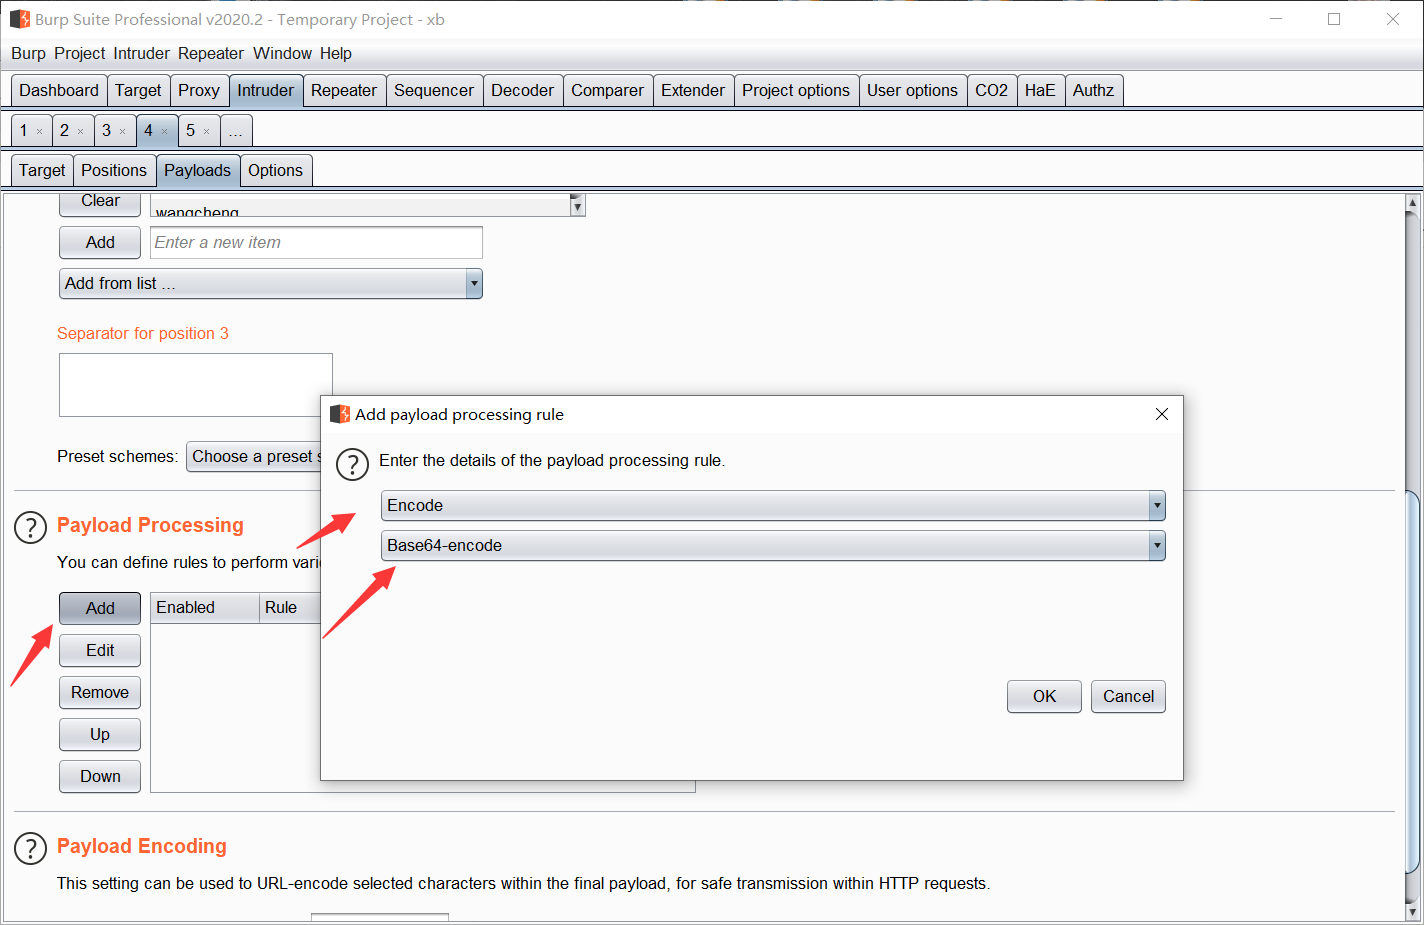 Burp Suite Professional v2020.2 - Temporary Project - xb
Burp Project Intruder Repeater Window Help
Dashboard Target Proxy Intruder Repeater Sequencer Decoder Comparer Extender Project options User options CO2 HaE Authz
1 × 2 × 3 × 4 × 5 × ...
Target Positions Payloads Options
Clear
wangcheng
Add Enter a new item
Add from list ...
Separator for position 3
Add payload processing rule
Preset schemes: Choose a preset s
? Enter the details of the payload processing rule.
Encode
Base64-encode
? Payload Processing
You can define rules to perform vari
Add Enabled Rule
Edit
Remove
OK Cancel
Up
Down
? Payload Encoding
This setting can be used to URL-encode selected characters within the final payload, for safe transmission within HTTP requests.